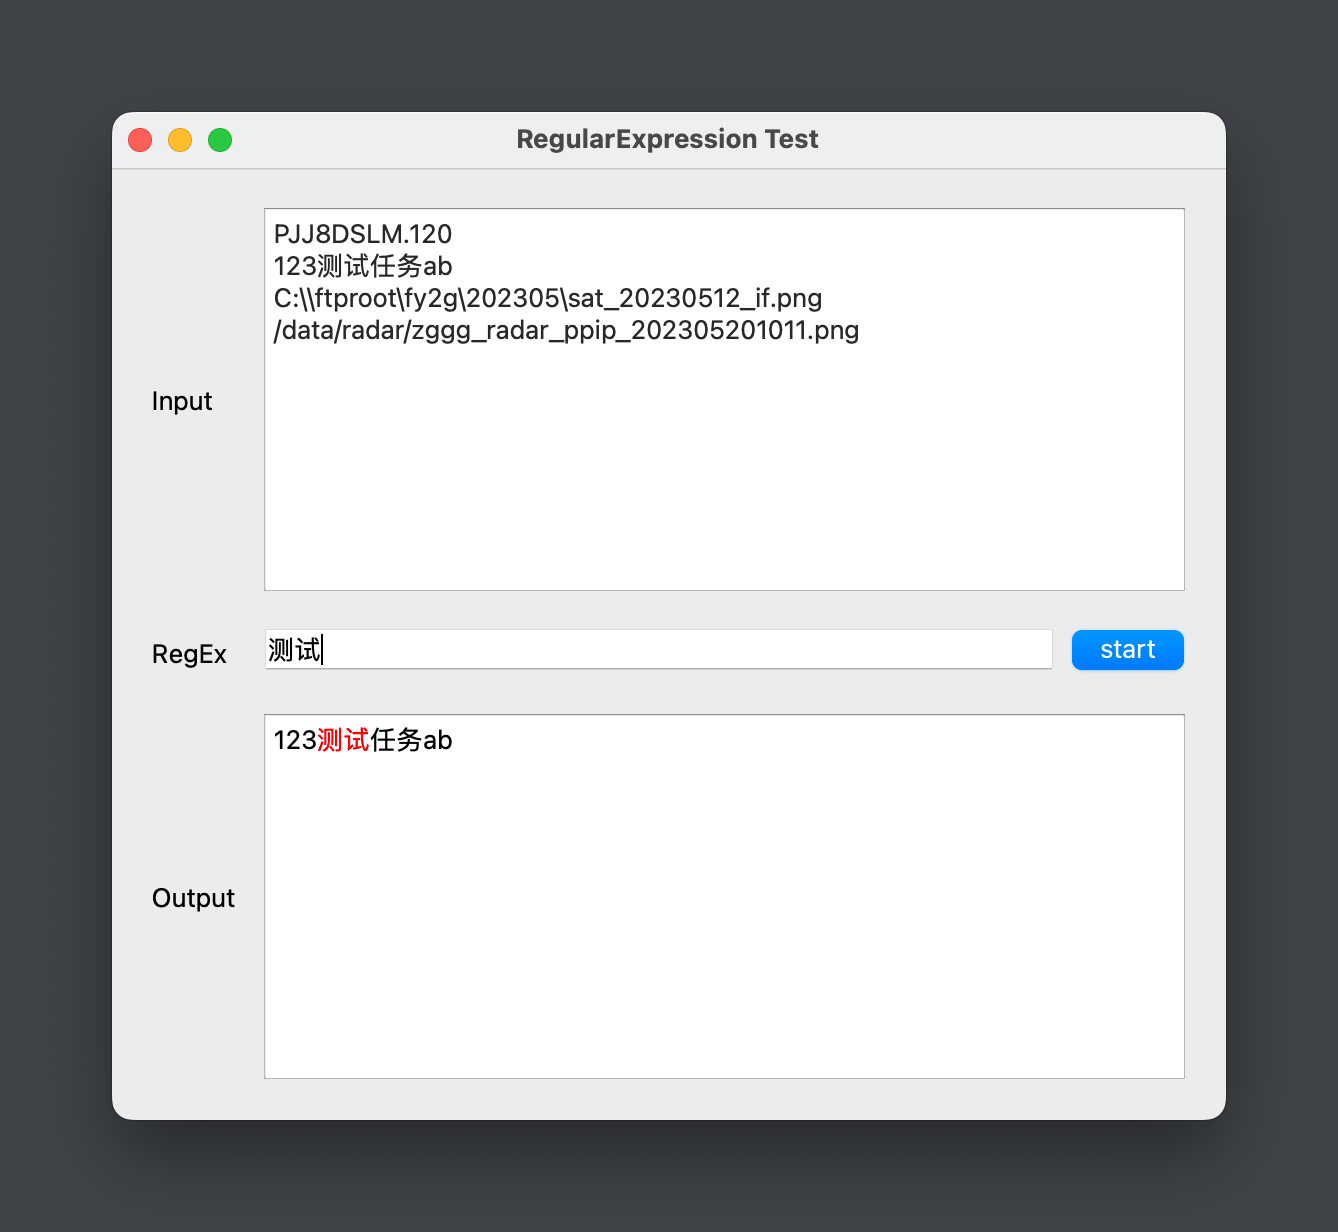 RegularExpression Test
PJJ8DSLM.120
123测试任务ab
C:\\ftproot\fy2g\202305\sat_20230512_if.png
/data/radar/zggg_radar_ppip_202305201011.png
Input
RegEx
测试
start
123测试任务ab
Output